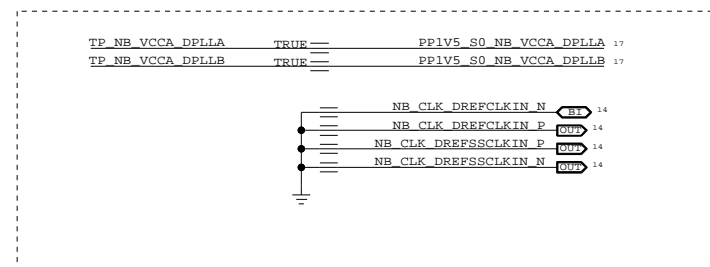 TP_NB_VCCA_DPLLA TRUE PP1V5_S0_NB_VCCA_DPLLA 17
TP_NB_VCCA_DPLLB TRUE PP1V5_S0_NB_VCCA_DPLLB 17
NB_CLK_DREFCLKIN_N BI 14
NB_CLK_DREFCLKIN_P OUT 14
NB_CLK_DREFSSCLKIN_P OUT 14
NB_CLK_DREFSSCLKIN_N OUT 14